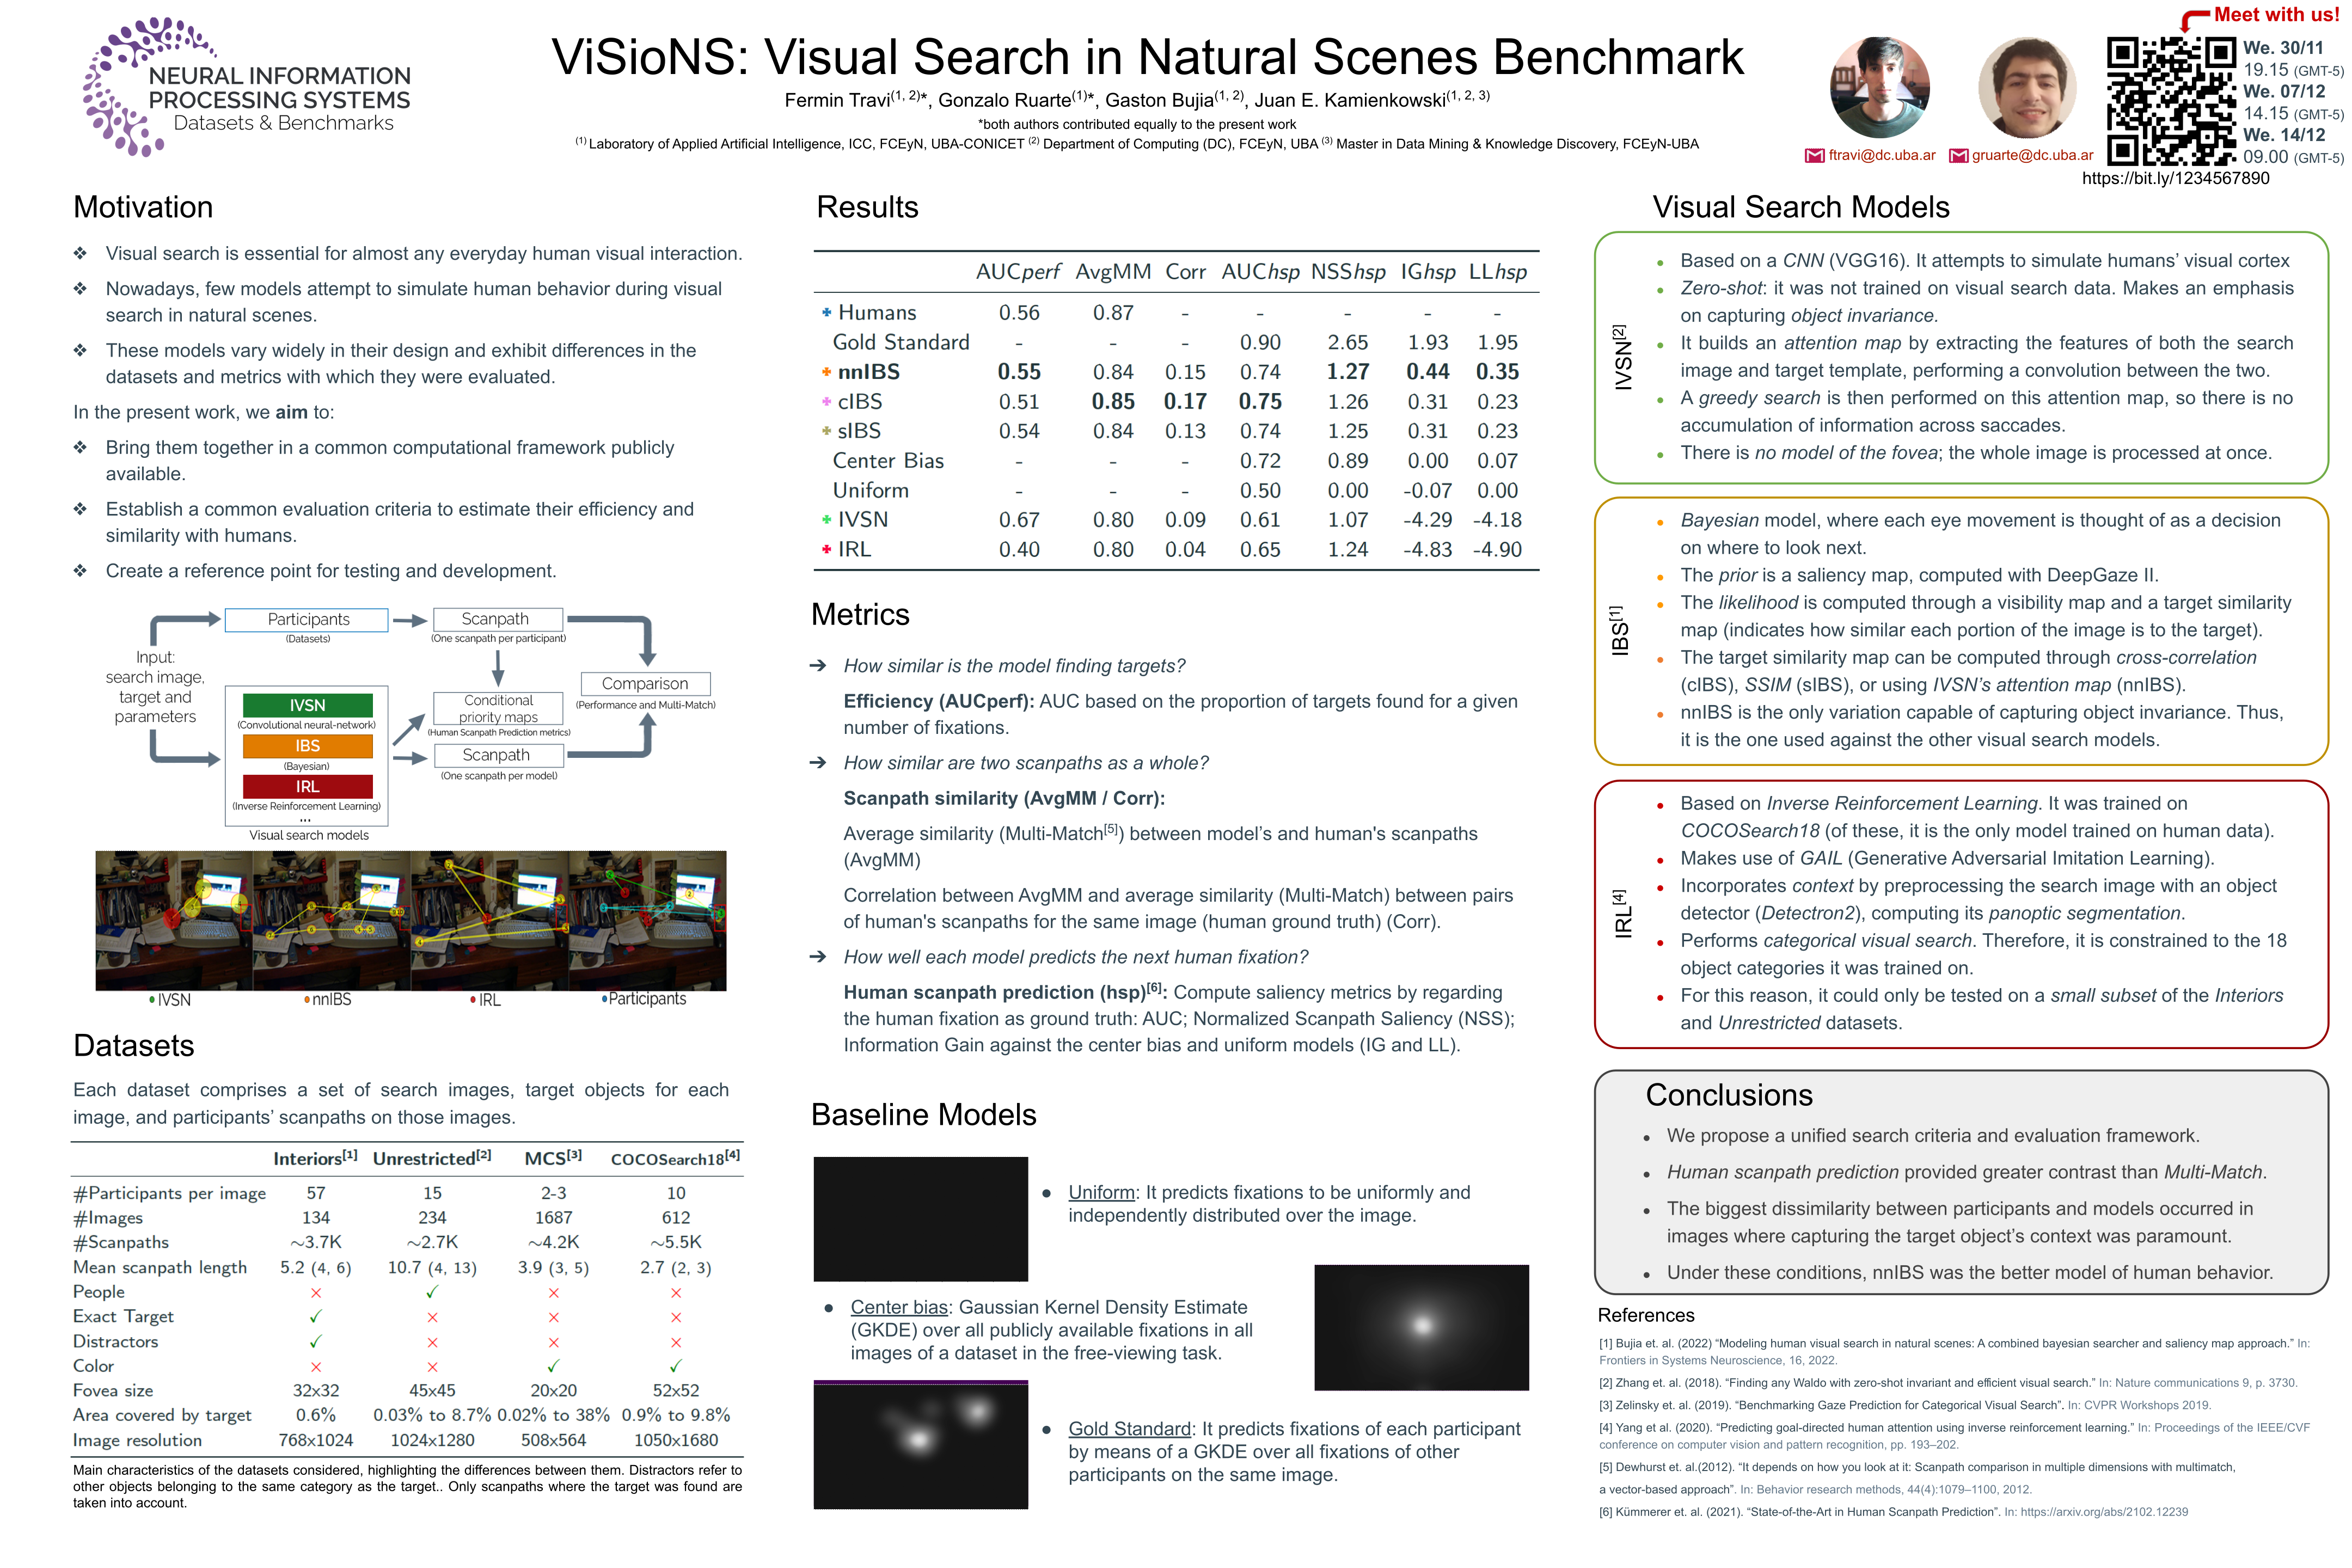 NEURAL INFORMATION
PROCESSING SYSTEMS
Datasets & Benchmarks
ViSioNS: Visual Search in Natural Scenes Benchmark
Fermin Travi(1, 2)*, Gonzalo Ruarte(1)*, Gaston Bujia(1, 2), Juan E. Kamienkowski(1, 2, 3)
*both authors contributed equally to the present work
(1) Laboratory of Applied Artificial Intelligence, ICC, FCEyN, UBA-CONICET (2) Department of Computing (DC), FCEyN, UBA (3) Master in Data Mining & Knowledge Discovery, FCEyN-UBA
ftravi@dc.uba.ar
gruarte@dc.uba.ar
Meet with us!
We. 30/11
19.15 (GMT-5)
We. 07/12
14.15 (GMT-5)
We. 14/12
09.00 (GMT-5)
https://bit.ly/1234567890
Motivation
❖ Visual search is essential for almost any everyday human visual interaction.
❖ Nowadays, few models attempt to simulate human behavior during visual
search in natural scenes.
❖ These models vary widely in their design and exhibit differences in the
datasets and metrics with which they were evaluated.
In the present work, we aim to:
❖ Bring them together in a common computational framework publicly
available.
❖ Establish a common evaluation criteria to estimate their efficiency and
similarity with humans.
❖ Create a reference point for testing and development.
Input:
search image,
target and
parameters
Participants
(Datasets)
Scanpath
(One scanpath per participant)
IVSN
(Convolutional neural-network)
IBS
(Bayesian)
IRL
(Inverse Reinforcement Learning)
...
Visual search models
Conditional
priority maps
(Human Scanpath Prediction metrics)
Scanpath
(One scanpath per model)
Comparison
(Performance and Multi-Match)
IVSN
nnIBS
IRL
Participants
Datasets
Each dataset comprises a set of search images, target objects for each
image, and participants' scanpaths on those images.
Interiors[1] Unrestricted[2] MCS[3] COCOSearch18[4]
#Participants per image 57 15 2-3 10
#Images 134 234 1687 612
#Scanpaths ~3.7K ~2.7K ~4.2K ~5.5K
Mean scanpath length 5.2 (4, 6) 10.7 (4, 13) 3.9 (3, 5) 2.7 (2, 3)
People × ✓ × ×
Exact Target ✓ × × ×
Distractors ✓ × × ×
Color × × ✓ ✓
Fovea size 32x32 45x45 20x20 52x52
Area covered by target 0.6% 0.03% to 8.7% 0.02% to 38% 0.9% to 9.8%
Image resolution 768x1024 1024x1280 508x564 1050x1680
Main characteristics of the datasets considered, highlighting the differences between them. Distractors refer to
other objects belonging to the same category as the target.. Only scanpaths where the target was found are
taken into account.
Results
AUCperf AvgMM Corr AUChsp NSShsp IGhsp LLhsp
Humans 0.56 0.87 - - - - -
Gold Standard - - - 0.90 2.65 1.93 1.95
nnIBS 0.55 0.84 0.15 0.74 1.27 0.44 0.35
cIBS 0.51 0.85 0.17 0.75 1.26 0.31 0.23
sIBS 0.54 0.84 0.13 0.74 1.25 0.31 0.23
Center Bias - - - 0.72 0.89 0.00 0.07
Uniform - - - 0.50 0.00 -0.07 0.00
IVSN 0.67 0.80 0.09 0.61 1.07 -4.29 -4.18
IRL 0.40 0.80 0.04 0.65 1.24 -4.83 -4.90
Metrics
➔ How similar is the model finding targets?
Efficiency (AUCperf): AUC based on the proportion of targets found for a given
number of fixations.
➔ How similar are two scanpaths as a whole?
Scanpath similarity (AvgMM / Corr):
Average similarity (Multi-Match[5]) between model's and human's scanpaths
(AvgMM)
Correlation between AvgMM and average similarity (Multi-Match) between pairs
of human's scanpaths for the same image (human ground truth) (Corr).
➔ How well each model predicts the next human fixation?
Human scanpath prediction (hsp)[6]: Compute saliency metrics by regarding
the human fixation as ground truth: AUC; Normalized Scanpath Saliency (NSS);
Information Gain against the center bias and uniform models (IG and LL).
Baseline Models
● Uniform: It predicts fixations to be uniformly and
independently distributed over the image.
● Center bias: Gaussian Kernel Density Estimate
(GKDE) over all publicly available fixations in all
images of a dataset in the free-viewing task.
● Gold Standard: It predicts fixations of each participant
by means of a GKDE over all fixations of other
participants on the same image.
Visual Search Models
IVSN[2]
● Based on a CNN (VGG16). It attempts to simulate humans' visual cortex
● Zero-shot: it was not trained on visual search data. Makes an emphasis
on capturing object invariance.
● It builds an attention map by extracting the features of both the search
image and target template, performing a convolution between the two.
● A greedy search is then performed on this attention map, so there is no
accumulation of information across saccades.
● There is no model of the fovea; the whole image is processed at once.
IBS[1]
● Bayesian model, where each eye movement is thought of as a decision
on where to look next.
● The prior is a saliency map, computed with DeepGaze II.
● The likelihood is computed through a visibility map and a target similarity
map (indicates how similar each portion of the image is to the target).
● The target similarity map can be computed through cross-correlation
(cIBS), SSIM (sIBS), or using IVSN's attention map (nnIBS).
● nnIBS is the only variation capable of capturing object invariance. Thus,
it is the one used against the other visual search models.
IRL[4]
● Based on Inverse Reinforcement Learning. It was trained on
COCOSearch18 (of these, it is the only model trained on human data).
● Makes use of GAIL (Generative Adversarial Imitation Learning).
● Incorporates context by preprocessing the search image with an object
detector (Detectron2), computing its panoptic segmentation.
● Performs categorical visual search. Therefore, it is constrained to the 18
object categories it was trained on.
● For this reason, it could only be tested on a small subset of the Interiors
and Unrestricted datasets.
Conclusions
● We propose a unified search criteria and evaluation framework.
● Human scanpath prediction provided greater contrast than Multi-Match.
● The biggest dissimilarity between participants and models occurred in
images where capturing the target object's context was paramount.
● Under these conditions, nnIBS was the better model of human behavior.
References
[1] Bujia et. al. (2022) “Modeling human visual search in natural scenes: A combined bayesian searcher and saliency map approach.” In:
Frontiers in Systems Neuroscience, 16, 2022.
[2] Zhang et. al. (2018). “Finding any Waldo with zero-shot invariant and efficient visual search.” In: Nature communications 9, p. 3730.
[3] Zelinsky et. al. (2019). “Benchmarking Gaze Prediction for Categorical Visual Search”. In: CVPR Workshops 2019.
[4] Yang et al. (2020). “Predicting goal-directed human attention using inverse reinforcement learning.” In: Proceedings of the IEEE/CVF
conference on computer vision and pattern recognition, pp. 193–202.
[5] Dewhurst et. al.(2012). “It depends on how you look at it: Scanpath comparison in multiple dimensions with multimatch,
a vector-based approach”. In: Behavior research methods, 44(4):1079–1100, 2012.
[6] Kümmerer et. al. (2021). “State-of-the-Art in Human Scanpath Prediction”. In: https://arxiv.org/abs/2102.12239